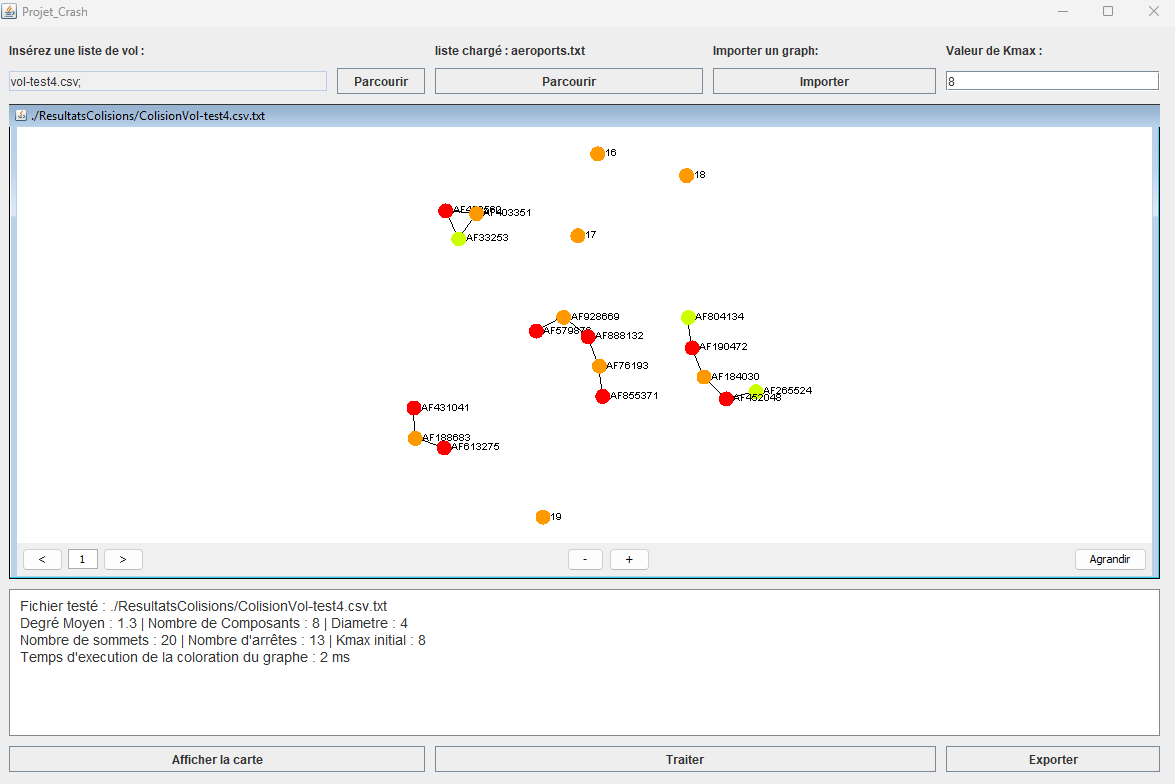 Projet_Crash
Insérez une liste de vol :
liste chargé : aeroports.txt
Importer un graph:
Valeur de Kmax :
vol-test4.csv;
Parcourir
Parcourir
Importer
8
./ResultatsColisions/ColisionVol-test4.csv.txt
16
18
AF403351
AF33253
17
AF928669
AF804134
AF888132
AF190472
AF76193
AF184030
AF265524
AF855371
AF452048
AF431041
AF188683
AF613275
19
<
1
>
-
+
Agrandir
Fichier testé : ./ResultatsColisions/ColisionVol-test4.csv.txt
Degré Moyen : 1.3 | Nombre de Composants : 8 | Diametre : 4
Nombre de sommets : 20 | Nombre d'arrêtes : 13 | Kmax initial : 8
Temps d'execution de la coloration du graphe : 2 ms
Afficher la carte
Traiter
Exporter